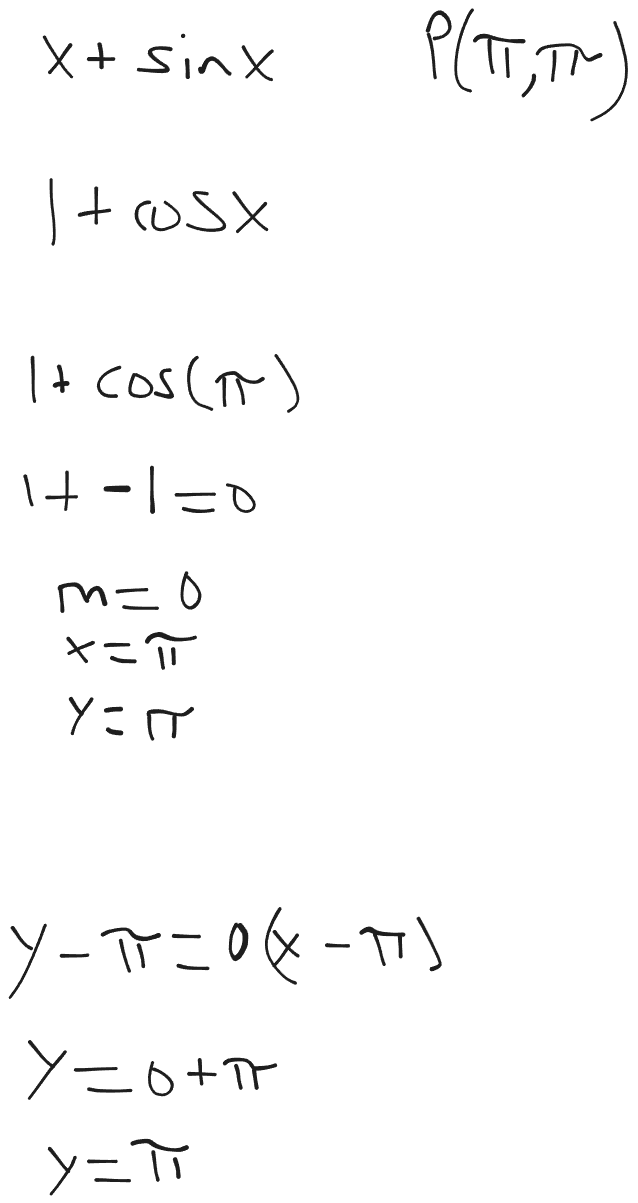 x + sinx P(π,π)
1 + cosx
1 + cos(π)
1 + -1 = 0
m = 0
x = π
y = π
y - π = 0(x - π)
y = 0 + π
y = π